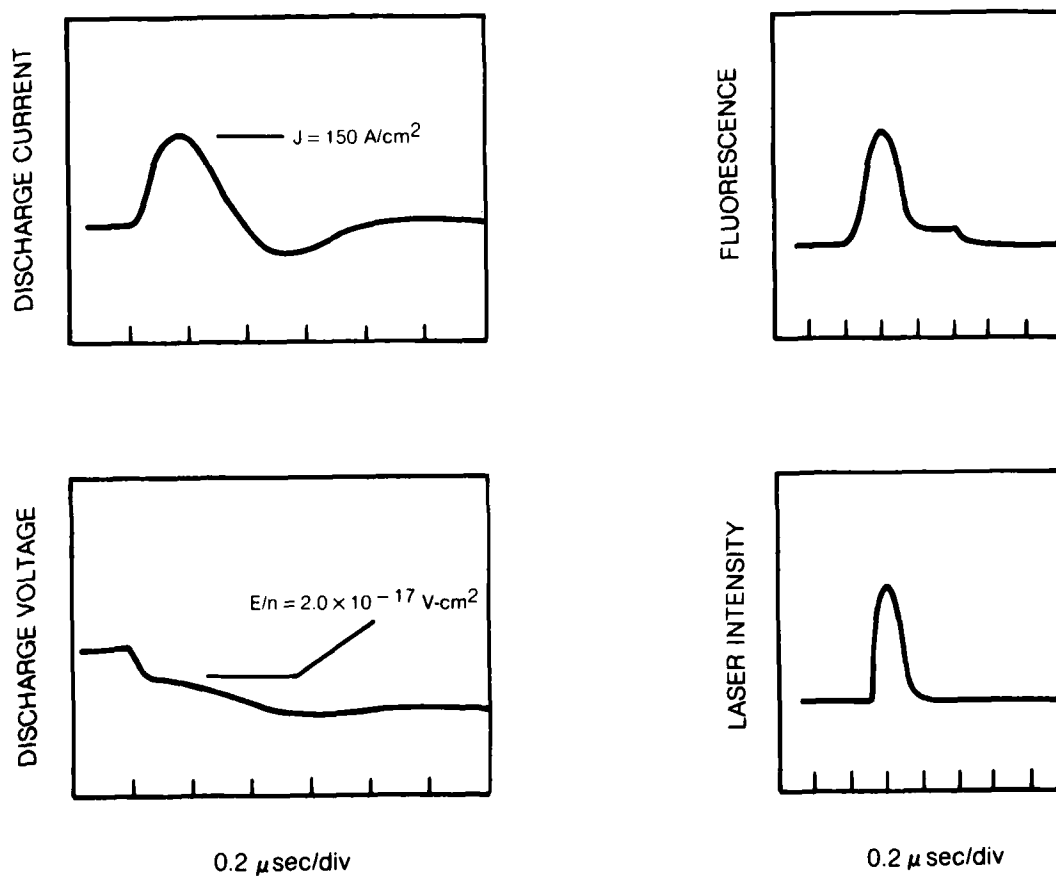 DISCHARGE CURRENT
J = 150 A/cm²
FLUORESCENCE
DISCHARGE VOLTAGE
E/n = 2.0 × 10⁻¹⁷ V-cm²
LASER INTENSITY
0.2 μsec/div
0.2 μsec/div